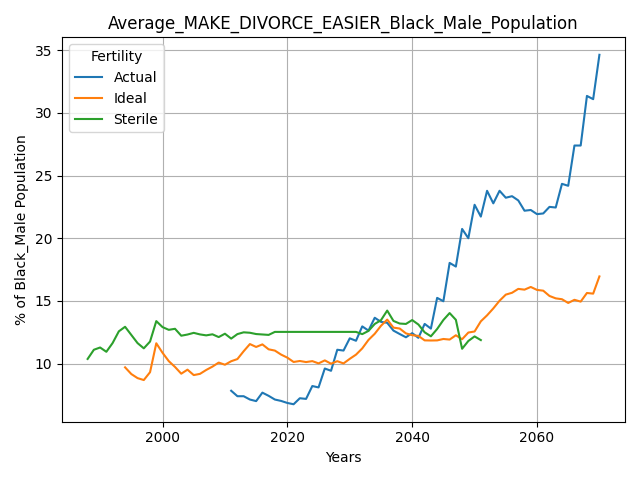 Average_MAKE_DIVORCE_EASIER_Black_Male_Population
Fertility
Actual
Ideal
Sterile
35
30
25
20
15
10
% of Black_Male Population
2000
2020
2040
2060
Years